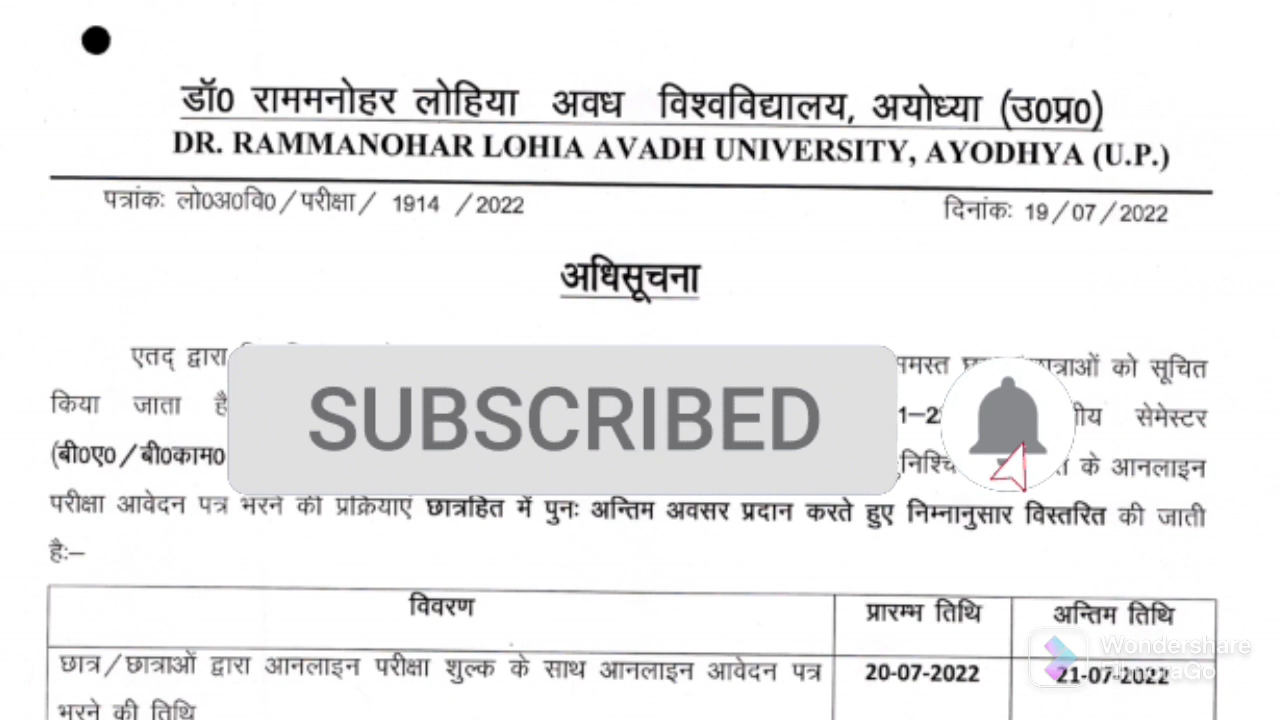 डॉ0 राममनोहर लोहिया अवध विश्वविद्यालय, अयोध्या (उ0प्र0)
DR. RAMMANOHAR LOHIA AVADH UNIVERSITY, AYODHYA (U.P.)
पत्रांकः लो0अ0वि0/परीक्षा/ 1914 /2022 दिनांकः 19/07/2022
अधिसूचना
एतद् द्वारा समस्त को सूचित
किया जाता सेमेस्टर
(बी0ए0/बी0काम0 SUBSCRIBED के आनलाइन
परीक्षा आवेदन पत्र भरने की प्रक्रियाएं छात्रहित में पुनः अन्तिम अवसर प्रदान करते हुए निम्नानुसार विस्तरित की जाती
हैः–
विवरण प्रारम्भ तिथि अन्तिम तिथि
छात्र/छात्राओं द्वारा आनलाइन परीक्षा शुल्क के साथ आनलाइन आवेदन पत्र 20-07-2022 21-07-2022
भरने की तिथि
Wondershare